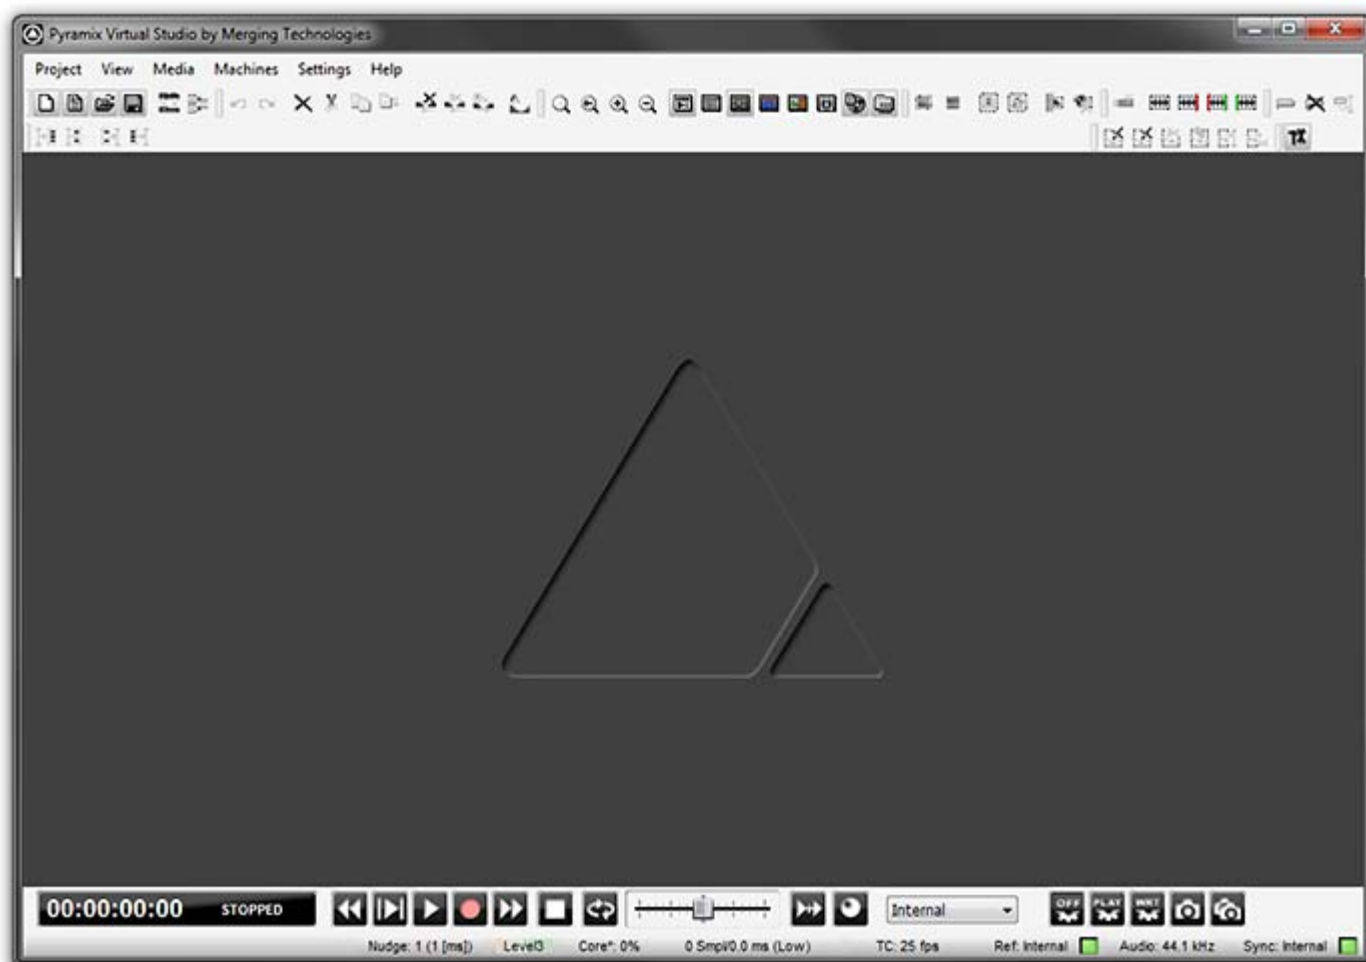 Pyramix Virtual Studio by Merging Technologies
Project View Media Machines Settings Help
00:00:00:00 STOPPED
Internal
OFF PLAY
Nudge: 1 (1 [ms]) Level3 Core*: 0% 0 Smpl/0.0 ms (Low) TC: 25 fps Ref: Internal Audio: 44.1 kHz Sync: Internal